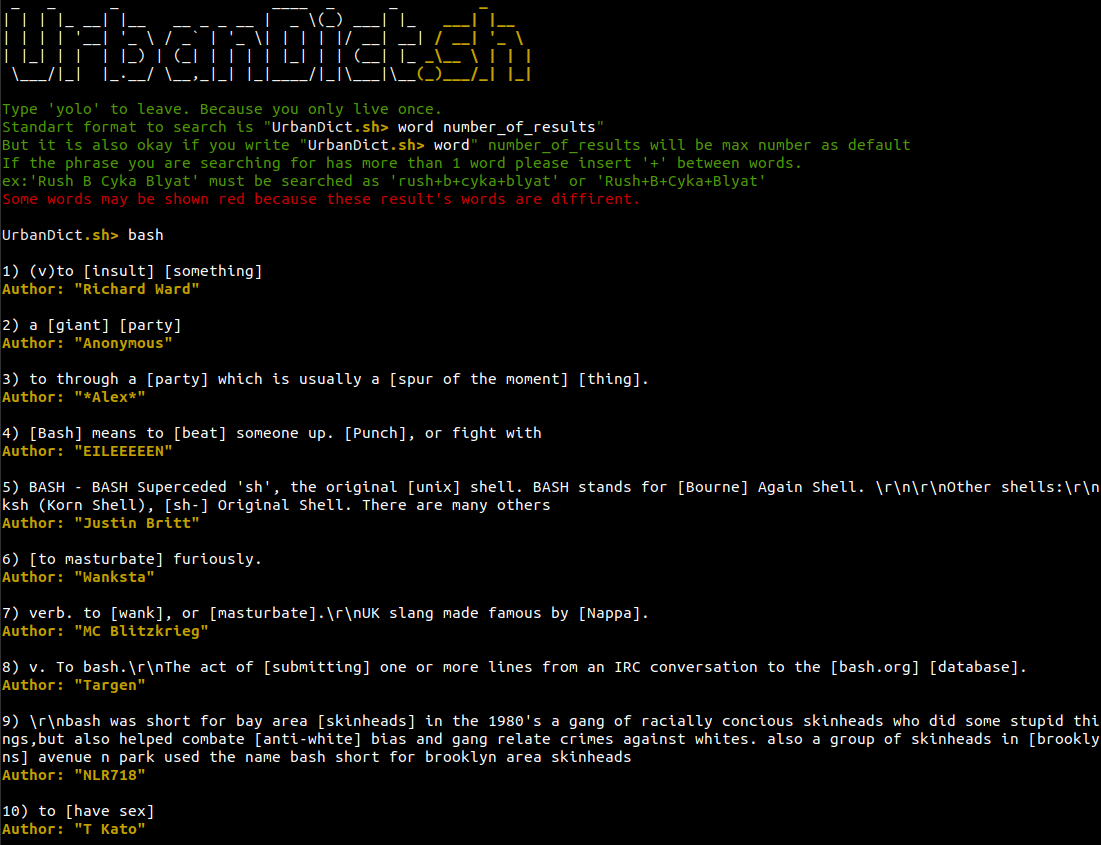 UrbanDict.sh
Type 'yolo' to leave. Because you only live once.
Standart format to search is "UrbanDict.sh> word number_of_results"
But it is also okay if you write "UrbanDict.sh> word" number_of_results will be max number as default
If the phrase you are searching for has more than 1 word please insert '+' between words.
ex:'Rush B Cyka Blyat' must be searched as 'rush+b+cyka+blyat' or 'Rush+B+Cyka+Blyat'
Some words may be shown red because these result's words are diffirent.
UrbanDict.sh> bash
1) (v)to [insult] [something]
Author: "Richard Ward"
2) a [giant] [party]
Author: "Anonymous"
3) to through a [party] which is usually a [spur of the moment] [thing].
Author: "*Alex*"
4) [Bash] means to [beat] someone up. [Punch], or fight with
Author: "EILEEEEEN"
5) BASH - BASH Superceded 'sh', the original [unix] shell. BASH stands for [Bourne] Again Shell. \r\n\r\nOther shells:\r\n
ksh (Korn Shell), [sh-] Original Shell. There are many others
Author: "Justin Britt"
6) [to masturbate] furiously.
Author: "Wanksta"
7) verb. to [wank], or [masturbate].\r\nUK slang made famous by [Nappa].
Author: "MC Blitzkrieg"
8) v. To bash.\r\nThe act of [submitting] one or more lines from an IRC conversation to the [bash.org] [database].
Author: "Targen"
9) \r\nbash was short for bay area [skinheads] in the 1980's a gang of racially concious skinheads who did some stupid thi
ngs,but also helped combate [anti-white] bias and gang relate crimes against whites. also a group of skinheads in [brookly
ns] avenue n park used the name bash short for brooklyn area skinheads
Author: "NLR718"
10) to [have sex]
Author: "T Kato"